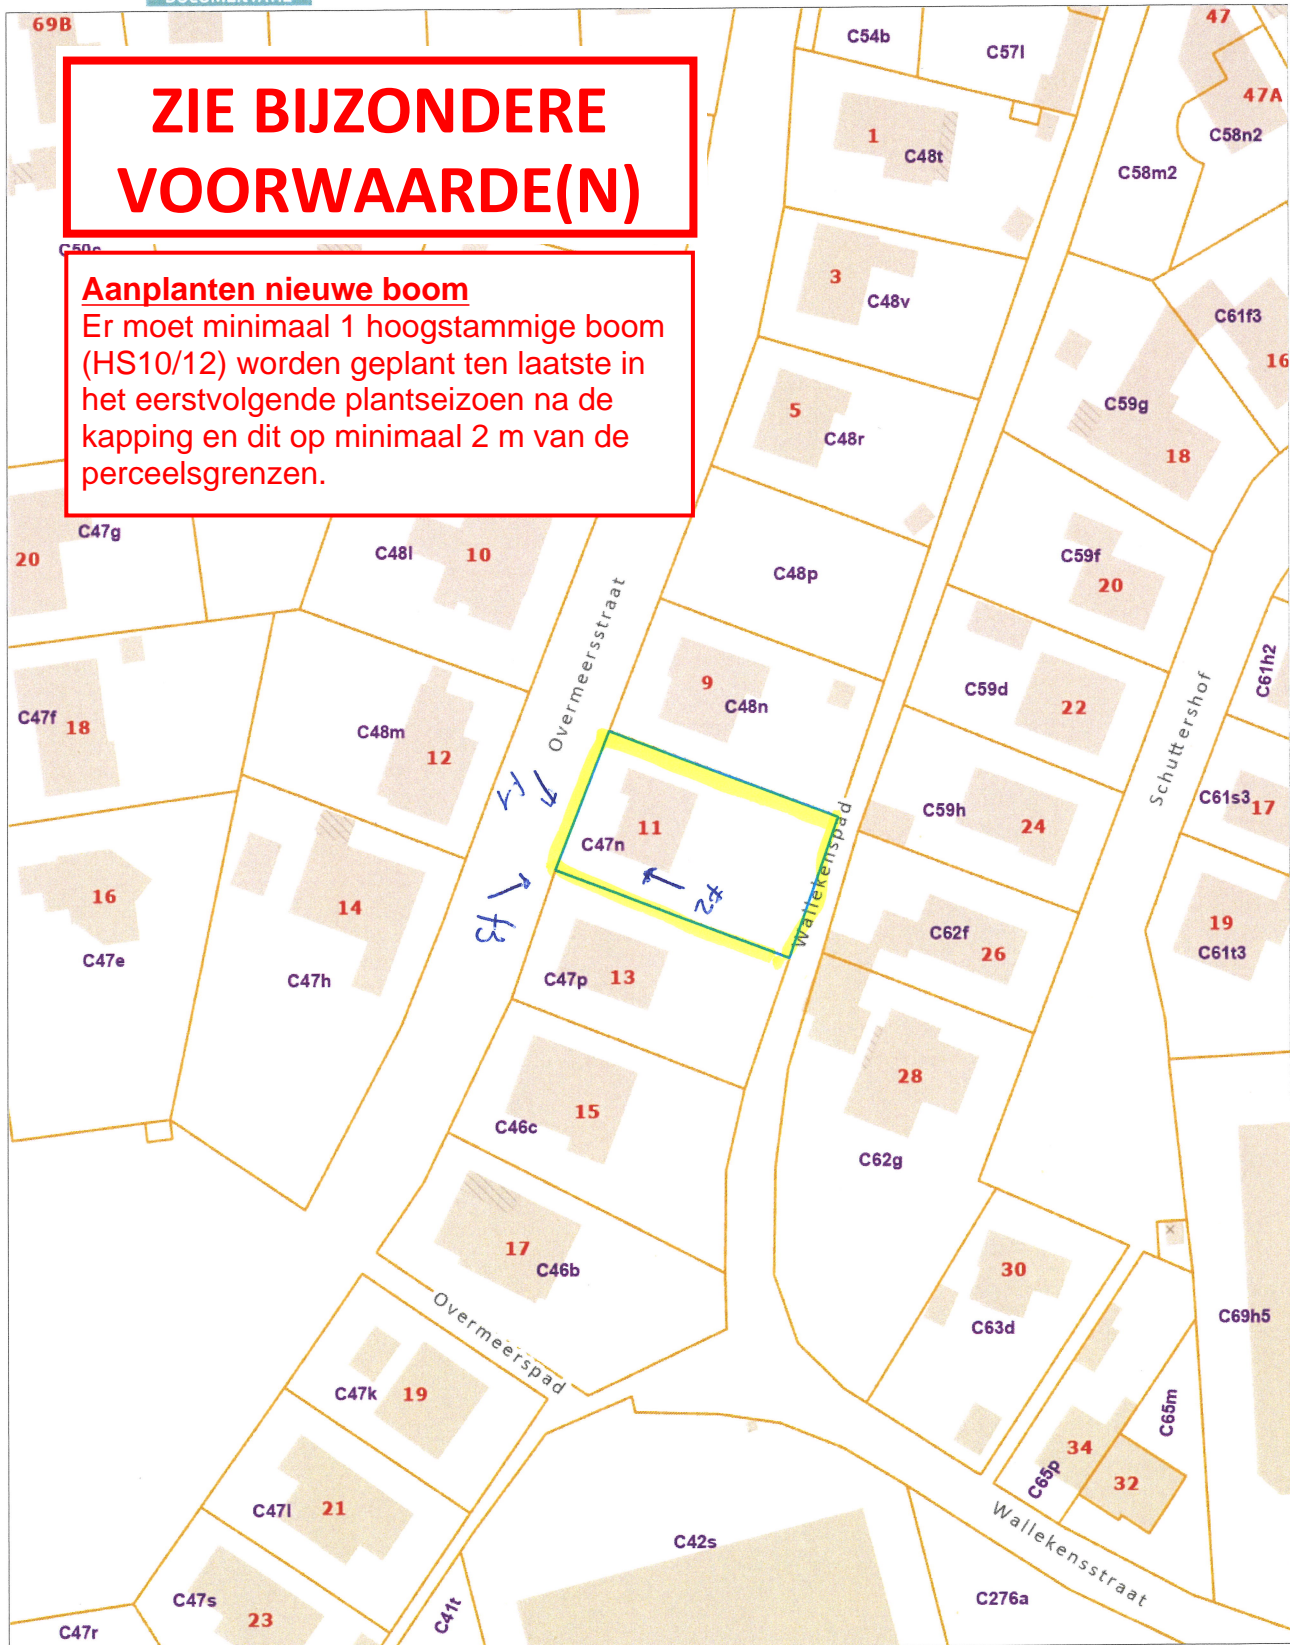 69B
ZIE BIJZONDERE
VOORWAARDE(N)
Aanplanten nieuwe boom
Er moet minimaal 1 hoogstammige boom
(HS10/12) worden geplant ten laatste in
het eerstvolgende plantseizoen na de
kapping en dit op minimaal 2 m van de
perceelsgrenzen.
C54b
C57l
47
47A
C58n2
C58m2
1
C48t
3
C48v
C61f3
16
5
C48r
C59g
18
C47g
20
C48l
10
C48p
C59f
20
Overmeersstraat
C47f
18
C48m
12
9
C48n
C59d
22
C61h2
Schuttershof
f1
11
C47n
f2
f3
Wallekenspad
C59h
24
C61s3
17
16
C47e
14
C47h
C47p
13
C62f
26
19
C61t3
15
C46c
28
C62g
17
C46b
30
C63d
C69h5
Overmeerspad
C47k
19
C65m
34
C65p
32
C47l
21
C42s
Wallekensstraat
C47s
23
C47r
C41t
C276a